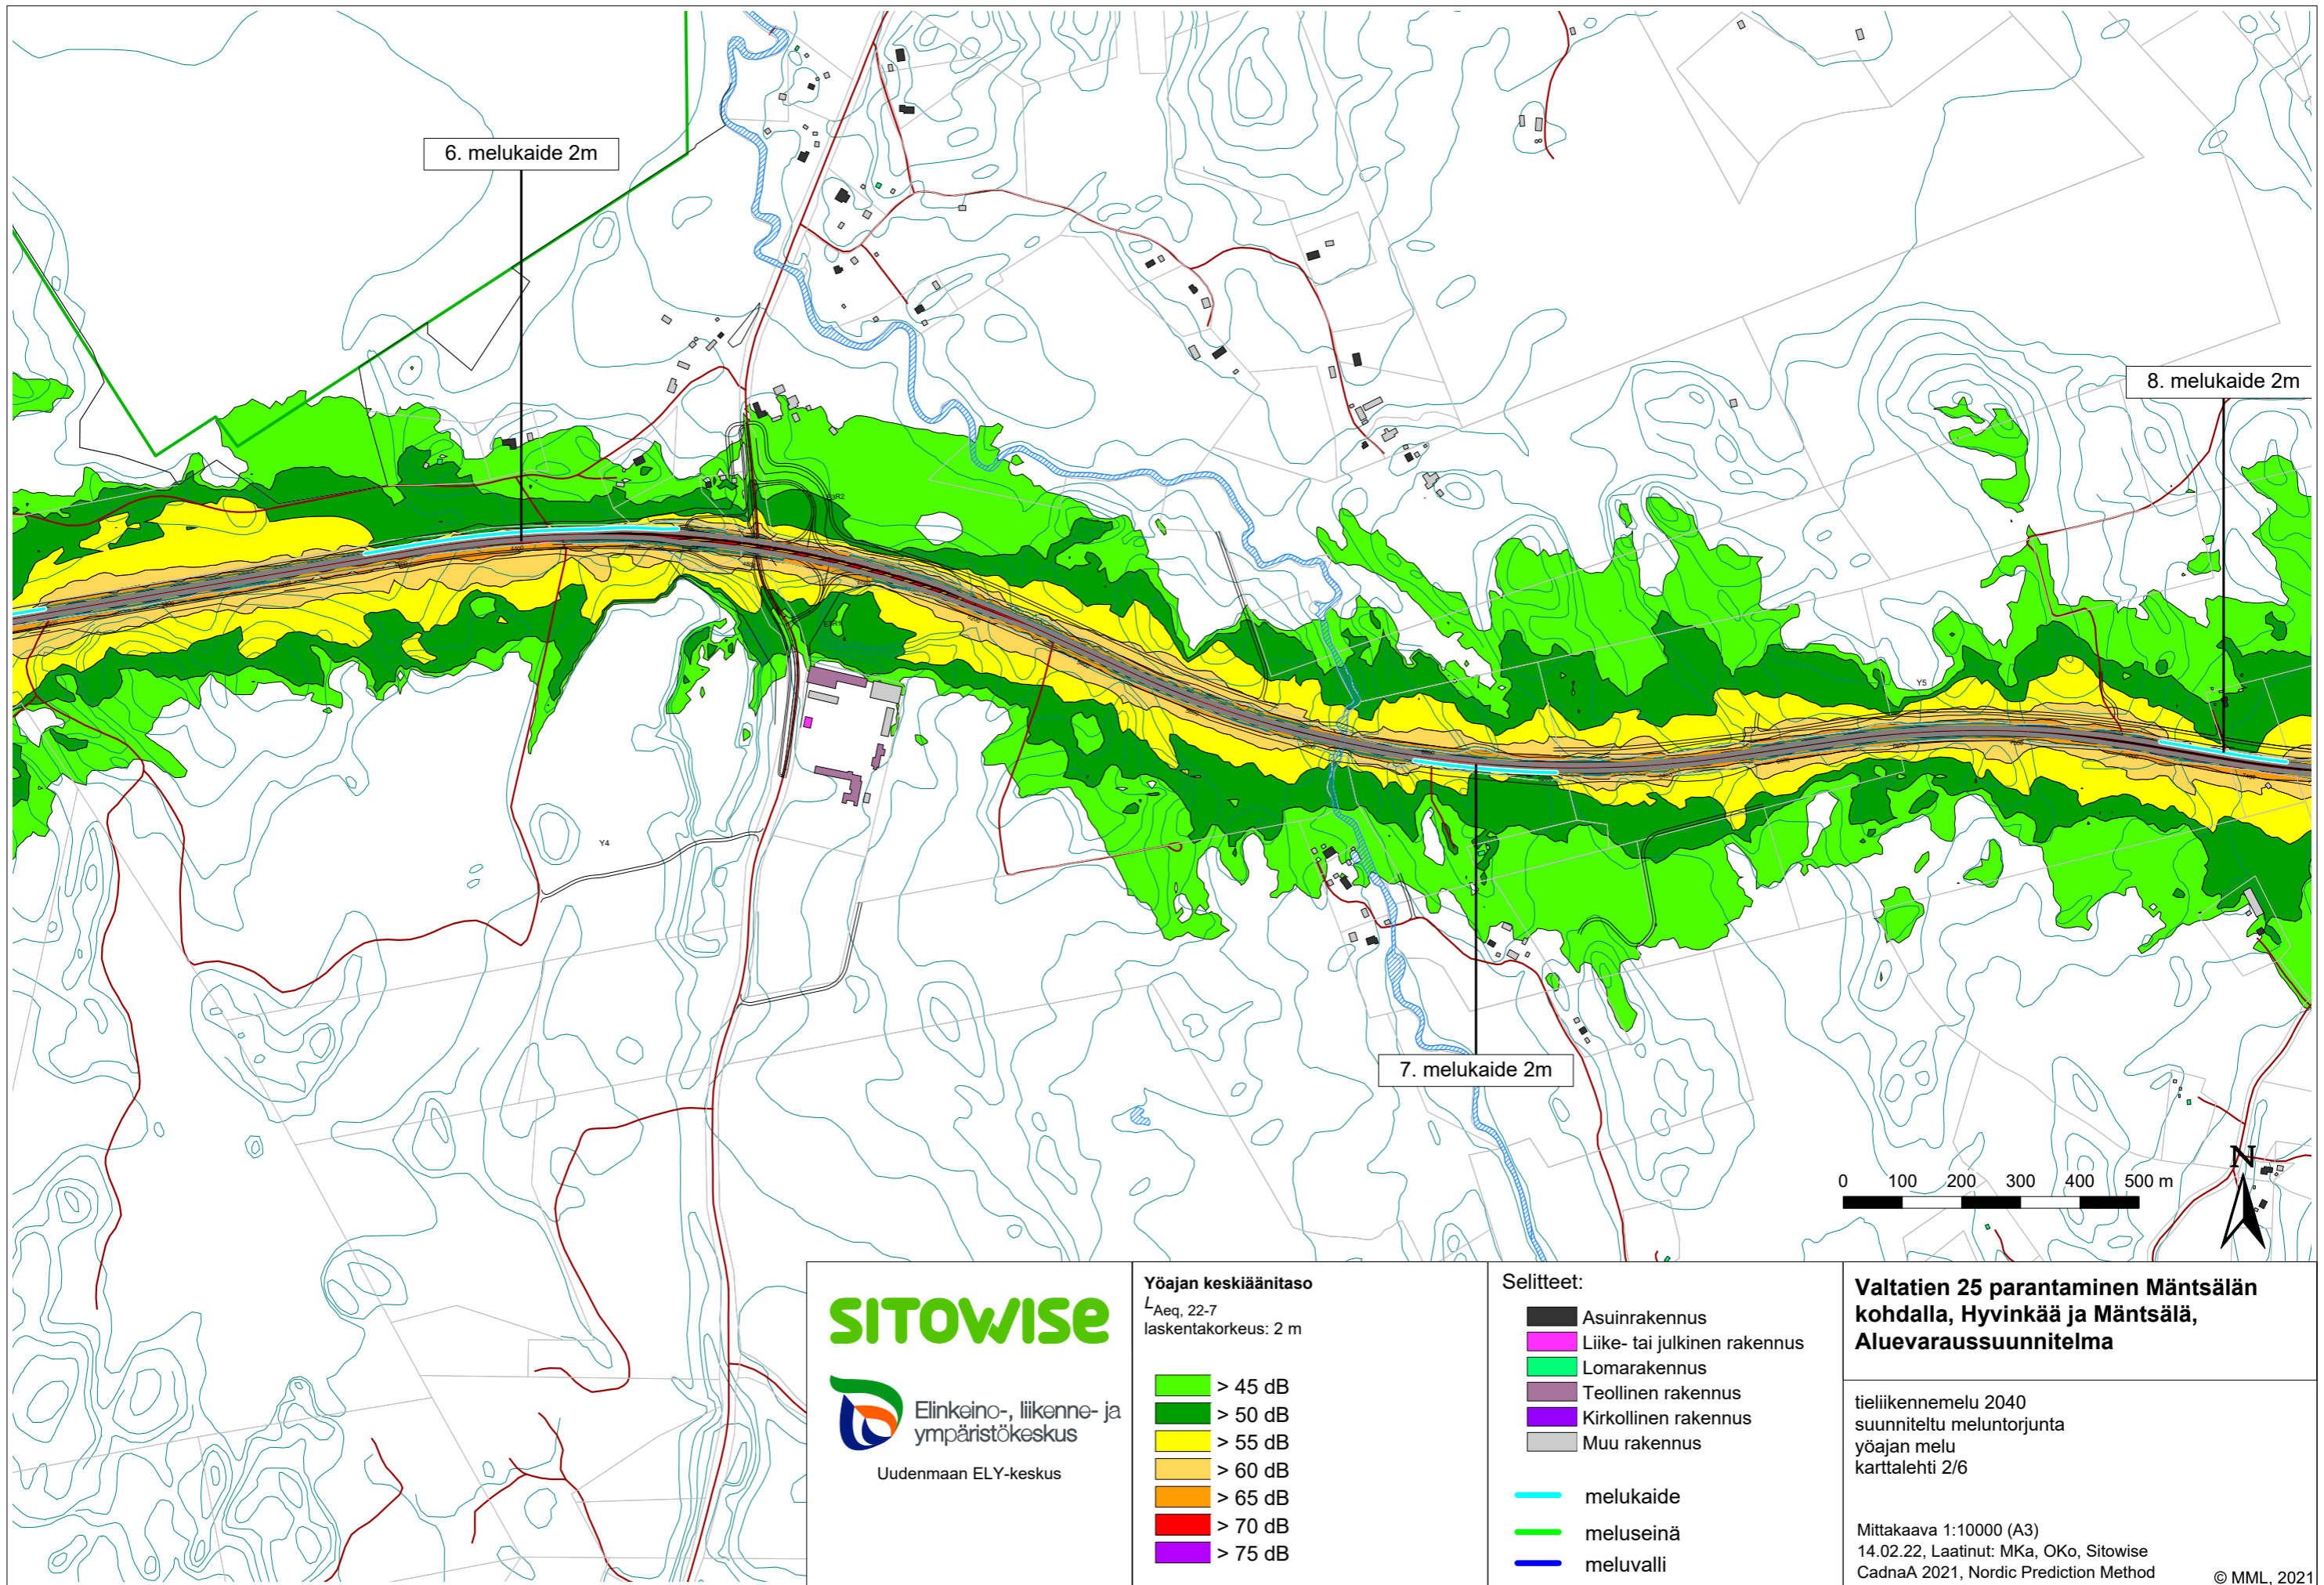 6. melukaide 2m
8. melukaide 2m
E3R2
E3R1
Y5
Y4
7. melukaide 2m
0 100 200 300 400 500 m
N
SITOWISE
Elinkeino-, liikenne- ja
ympäristökeskus
Uudenmaan ELY-keskus
Yöajan keskiäänitaso
LAeq, 22-7
laskentakorkeus: 2 m
> 45 dB
> 50 dB
> 55 dB
> 60 dB
> 65 dB
> 70 dB
> 75 dB
Selitteet:
Asuinrakennus
Liike- tai julkinen rakennus
Lomarakennus
Teollinen rakennus
Kirkollinen rakennus
Muu rakennus
melukaide
meluseinä
meluvalli
Valtatien 25 parantaminen Mäntsälän
kohdalla, Hyvinkää ja Mäntsälä,
Aluevaraussuunnitelma
tieliikennemelu 2040
suunniteltu meluntorjunta
yöajan melu
karttalehti 2/6
Mittakaava 1:10000 (A3)
14.02.22, Laatinut: MKa, OKo, Sitowise
CadnaA 2021, Nordic Prediction Method
© MML, 2021